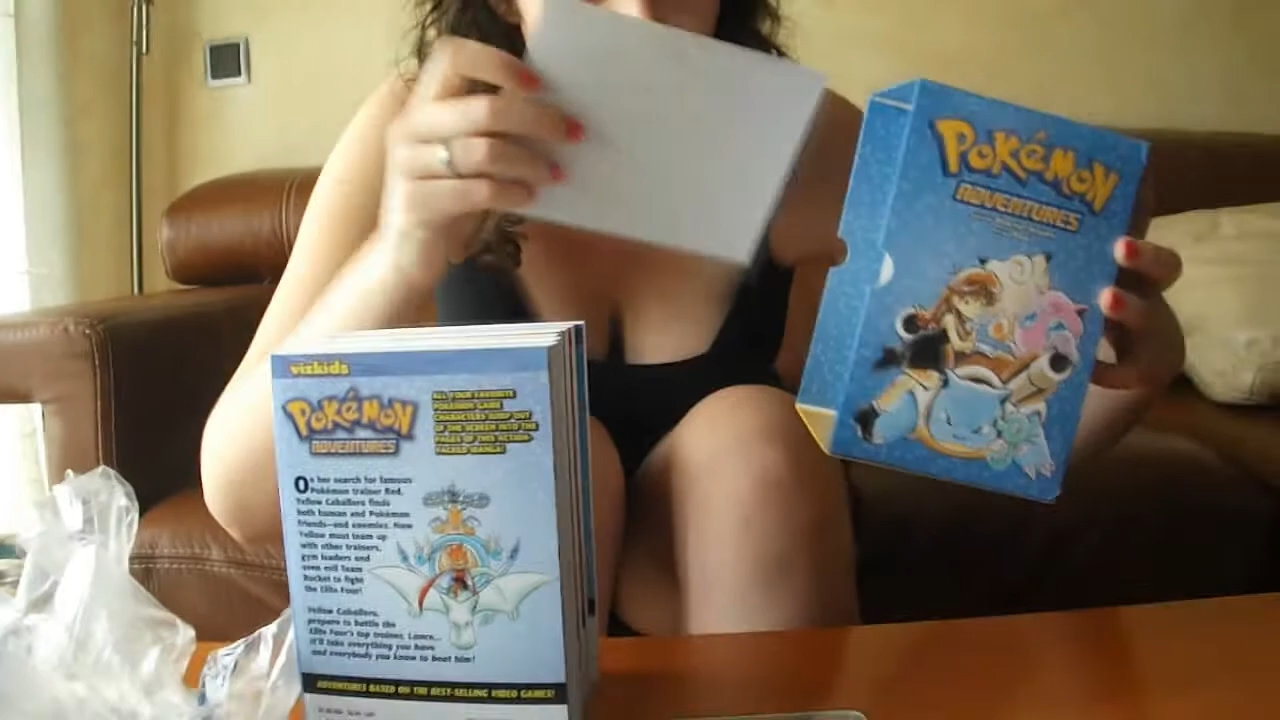 vizkids
POKéMON
ADVENTURES
ALL YOUR FAVORITE
POKÉMON GAME
CHARACTERS JUMP OUT
OF THE SCREEN INTO THE
PAGES OF THIS ACTION-
PACKED MANGA!
On her search for famous
Pokémon trainer Red,
Yellow Caballero finds
both human and Pokémon
friends—and enemies. Now
Yellow must team up
with other trainers,
gym leaders and
even evil Team
Rocket to fight
the Elite Four!
Yellow Caballero,
prepare to battle the
Elite Four's top trainer, Lance...
it'll take everything you have
and everybody you know to beat him!
ADVENTURES BASED ON THE BEST-SELLING VIDEO GAMES!
POKéMON
ADVENTURES